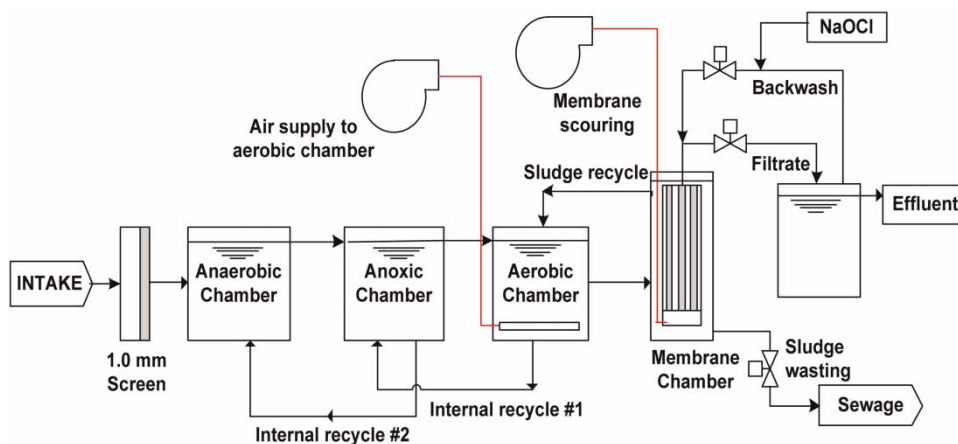 NaOCl
Backwash
Membrane
scouring
Air supply to
aerobic chamber
Filtrate
Sludge recycle
Effluent
INTAKE
Anaerobic
Chamber
Anoxic
Chamber
Aerobic
Chamber
1.0 mm
Screen
Membrane
Chamber
Sludge
wasting
Sewage
Internal recycle #1
Internal recycle #2